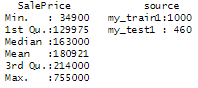 SalePrice source
Min. : 34900 my_train1:1000
1st Qu.:129975 my_test1 : 460
Median :163000
Mean :180921
3rd Qu.:214000
Max. :755000